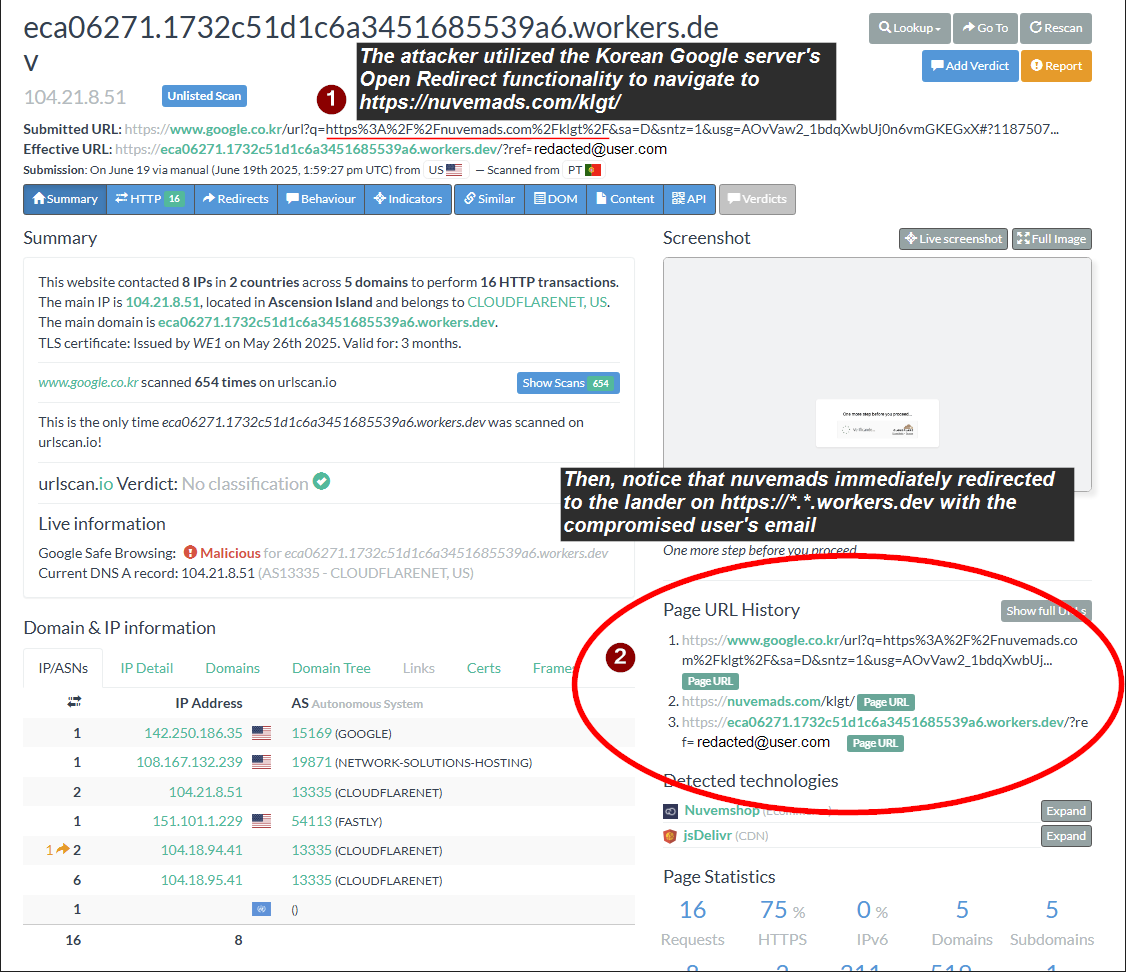 eca06271.1732c51d1c6a3451685539a6.workers.de
v
Lookup
Go To
Rescan
Add Verdict
Report
104.21.8.51
Unlisted Scan
1
The attacker utilized the Korean Google server's
Open Redirect functionality to navigate to
https://nuvemads.com/klgt/
Submitted URL: https://www.google.co.kr/url?q=https%3A%2F%2Fnuvemads.com%2Fklgt%2F&sa=D&sntz=1&usg=AOvVaw2_1bdqXwbUj0n6vmGKEGxX#?1187507...
Effective URL: https://eca06271.1732c51d1c6a3451685539a6.workers.dev/?ref=redacted@user.com
Submission: On June 19 via manual (June 19th 2025, 1:59:27 pm UTC) from US — Scanned from PT
Summary
HTTP 16
Redirects
Behaviour
Indicators
Similar
DOM
Content
API
Verdicts
Summary
This website contacted 8 IPs in 2 countries across 5 domains to perform 16 HTTP transactions.
The main IP is 104.21.8.51, located in Ascension Island and belongs to CLOUDFLARENET, US.
The main domain is eca06271.1732c51d1c6a3451685539a6.workers.dev.
TLS certificate: Issued by WE1 on May 26th 2025. Valid for: 3 months.
www.google.co.kr scanned 654 times on urlscan.io
Show Scans 654
This is the only time eca06271.1732c51d1c6a3451685539a6.workers.dev was scanned on
urlscan.io!
urlscan.io Verdict: No classification
Live information
Google Safe Browsing: Malicious for eca06271.1732c51d1c6a3451685539a6.workers.dev
Current DNS A record: 104.21.8.51 (AS13335 - CLOUDFLARENET, US)
Screenshot
Live screenshot
Full Image
One more step before you proceed...
Then, notice that nuvemads immediately redirected
to the lander on https://*.*.workers.dev with the
compromised user's email
One more step before you proceed
Domain & IP information
IP/ASNs
IP Detail
Domains
Domain Tree
Links
Certs
Frames
IP Address
AS Autonomous System
1 142.250.186.35 15169 (GOOGLE)
1 108.167.132.239 19871 (NETWORK-SOLUTIONS-HOSTING)
2 104.21.8.51 13335 (CLOUDFLARENET)
1 151.101.1.229 54113 (FASTLY)
1 2 104.18.94.41 13335 (CLOUDFLARENET)
6 104.18.95.41 13335 (CLOUDFLARENET)
1 ()
16 8
2
Page URL History
Show full URLs
1. https://www.google.co.kr/url?q=https%3A%2F%2Fnuvemads.co
m%2Fklgt%2F&sa=D&sntz=1&usg=AOvVaw2_1bdqXwbUj...
Page URL
2. https://nuvemads.com/klgt/ Page URL
3. https://eca06271.1732c51d1c6a3451685539a6.workers.dev/?re
f=redacted@user.com Page URL
Detected technologies
Nuvemshop (Ecommerce)
Expand
jsDelivr (CDN)
Expand
Page Statistics
16
75 %
0 %
5
5
Requests
HTTPS
IPv6
Domains
Subdomains